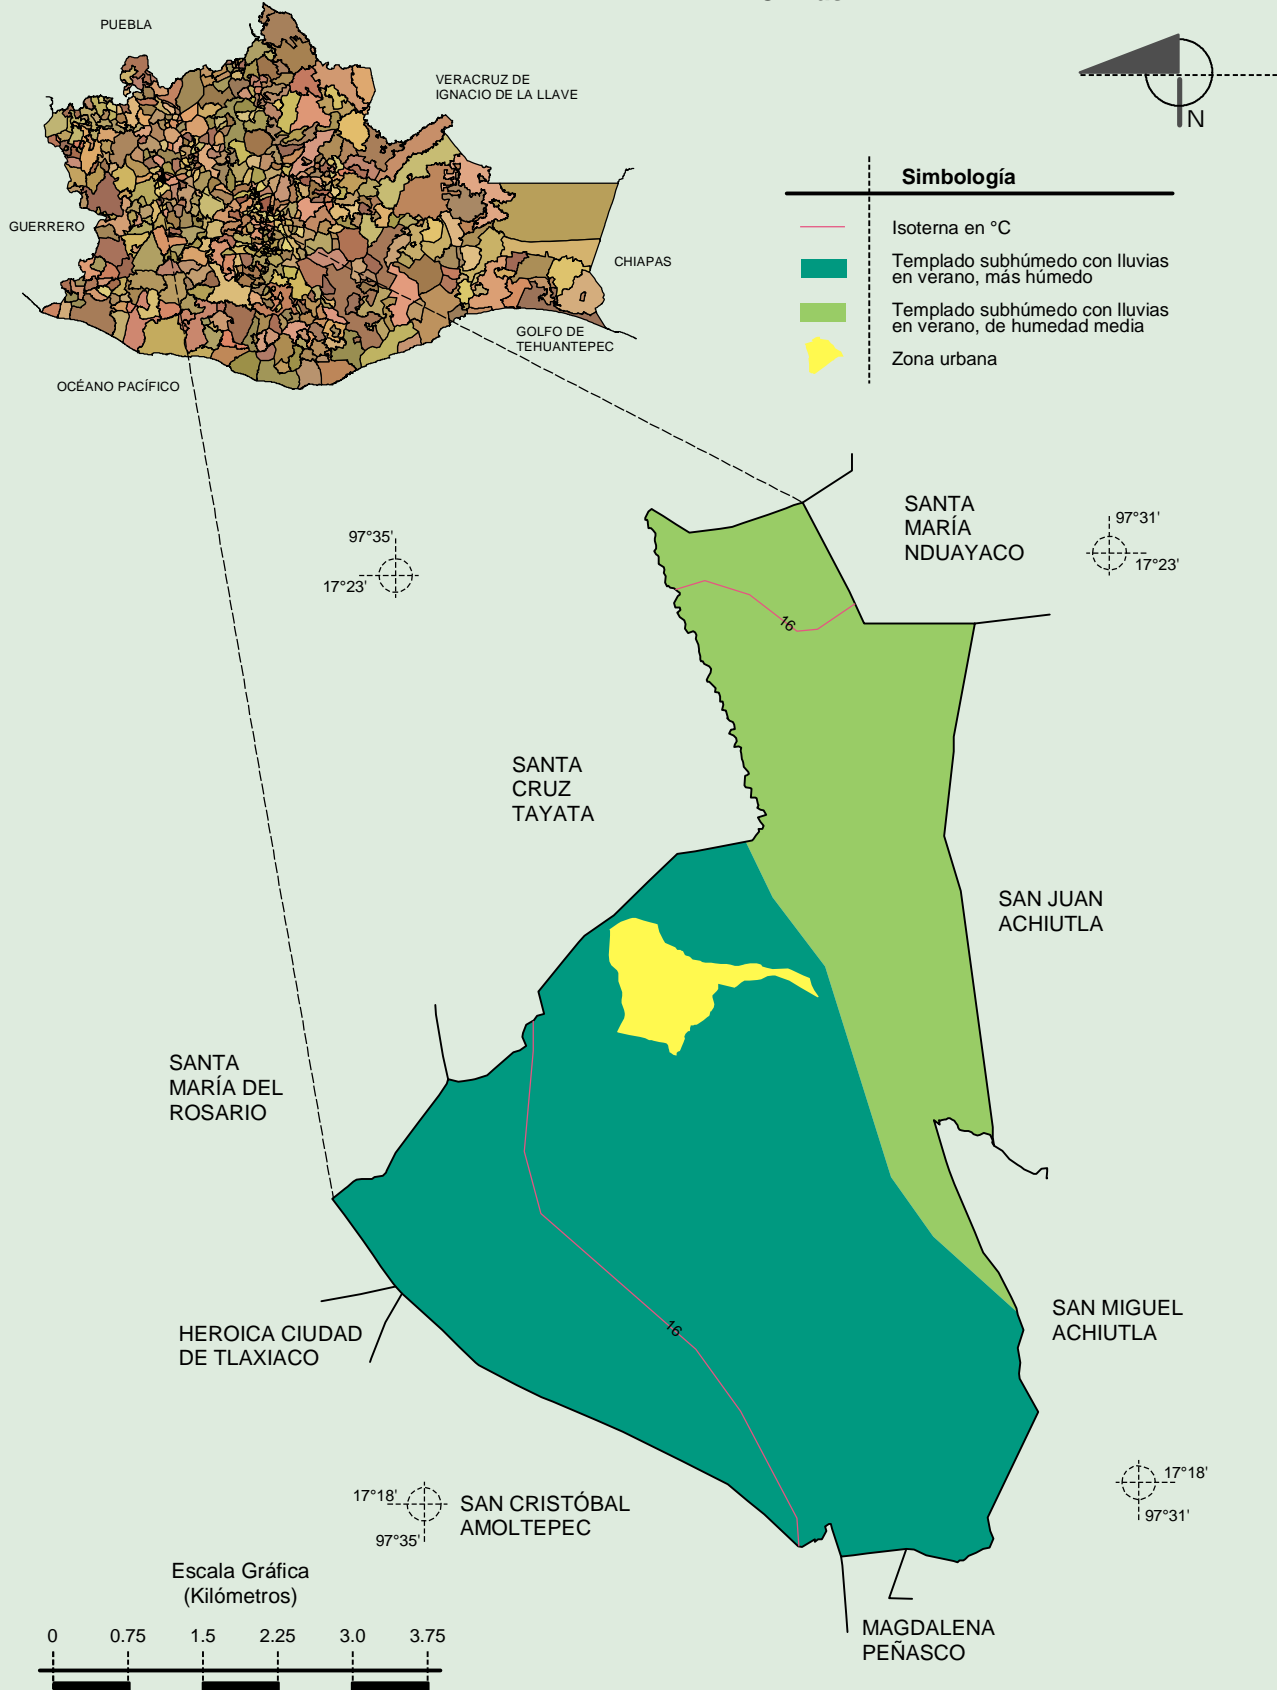 PUEBLA
VERACRUZ DE
IGNACIO DE LA LLAVE
N
GUERRERO
CHIAPAS
GOLFO DE
TEHUANTEPEC
OCÉANO PACÍFICO
Simbología
Isoterna en °C
Templado subhúmedo con lluvias
en verano, más húmedo
Templado subhúmedo con lluvias
en verano, de humedad media
Zona urbana
97°35'
17°23'
SANTA
MARÍA
NDUAYACO
97°31'
17°23'
16
SANTA
CRUZ
TAYATA
SAN JUAN
ACHIUTLA
SANTA
MARÍA DEL
ROSARIO
HEROICA CIUDAD
DE TLAXIACO
16
SAN MIGUEL
ACHIUTLA
17°18'
97°35'
SAN CRISTÓBAL
AMOLTEPEC
17°18'
97°31'
MAGDALENA
PEÑASCO
Escala Gráfica
(Kilómetros)
0 0.75 1.5 2.25 3.0 3.75